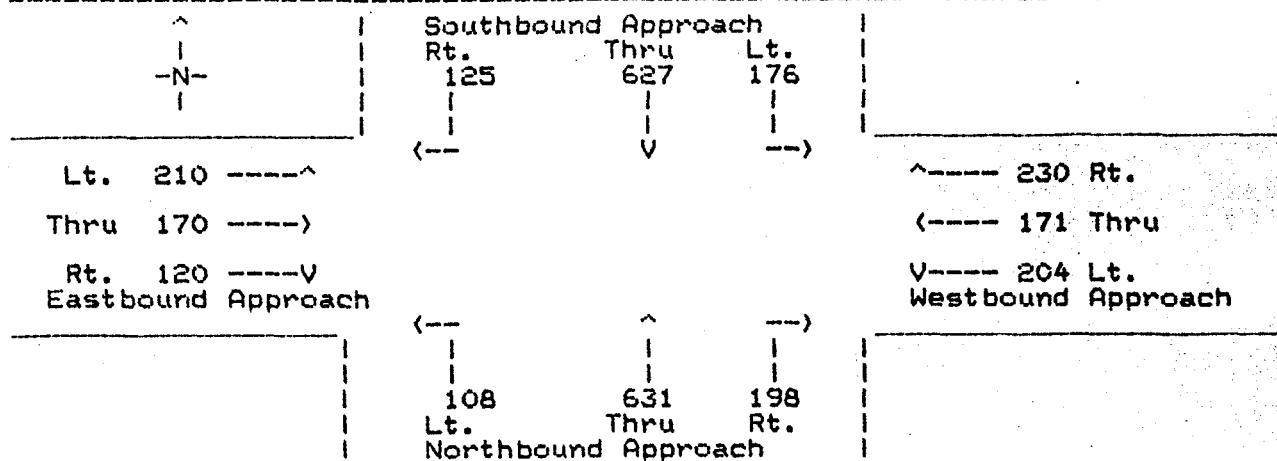 ^ | Southbound Approach |
| | Rt. Thru Lt. |
-N- | 125 627 176 |
| | | | | |
| | | | |
<-- V -->
Lt. 210 ----^ ^---- 230 Rt.
Thru 170 ----> <---- 171 Thru
Rt. 120 ----V V---- 204 Lt.
Eastbound Approach Westbound Approach
<-- ^ -->
| | | | |
| | | | |
| 108 631 198 |
| Lt. Thru Rt. |
| Northbound Approach |